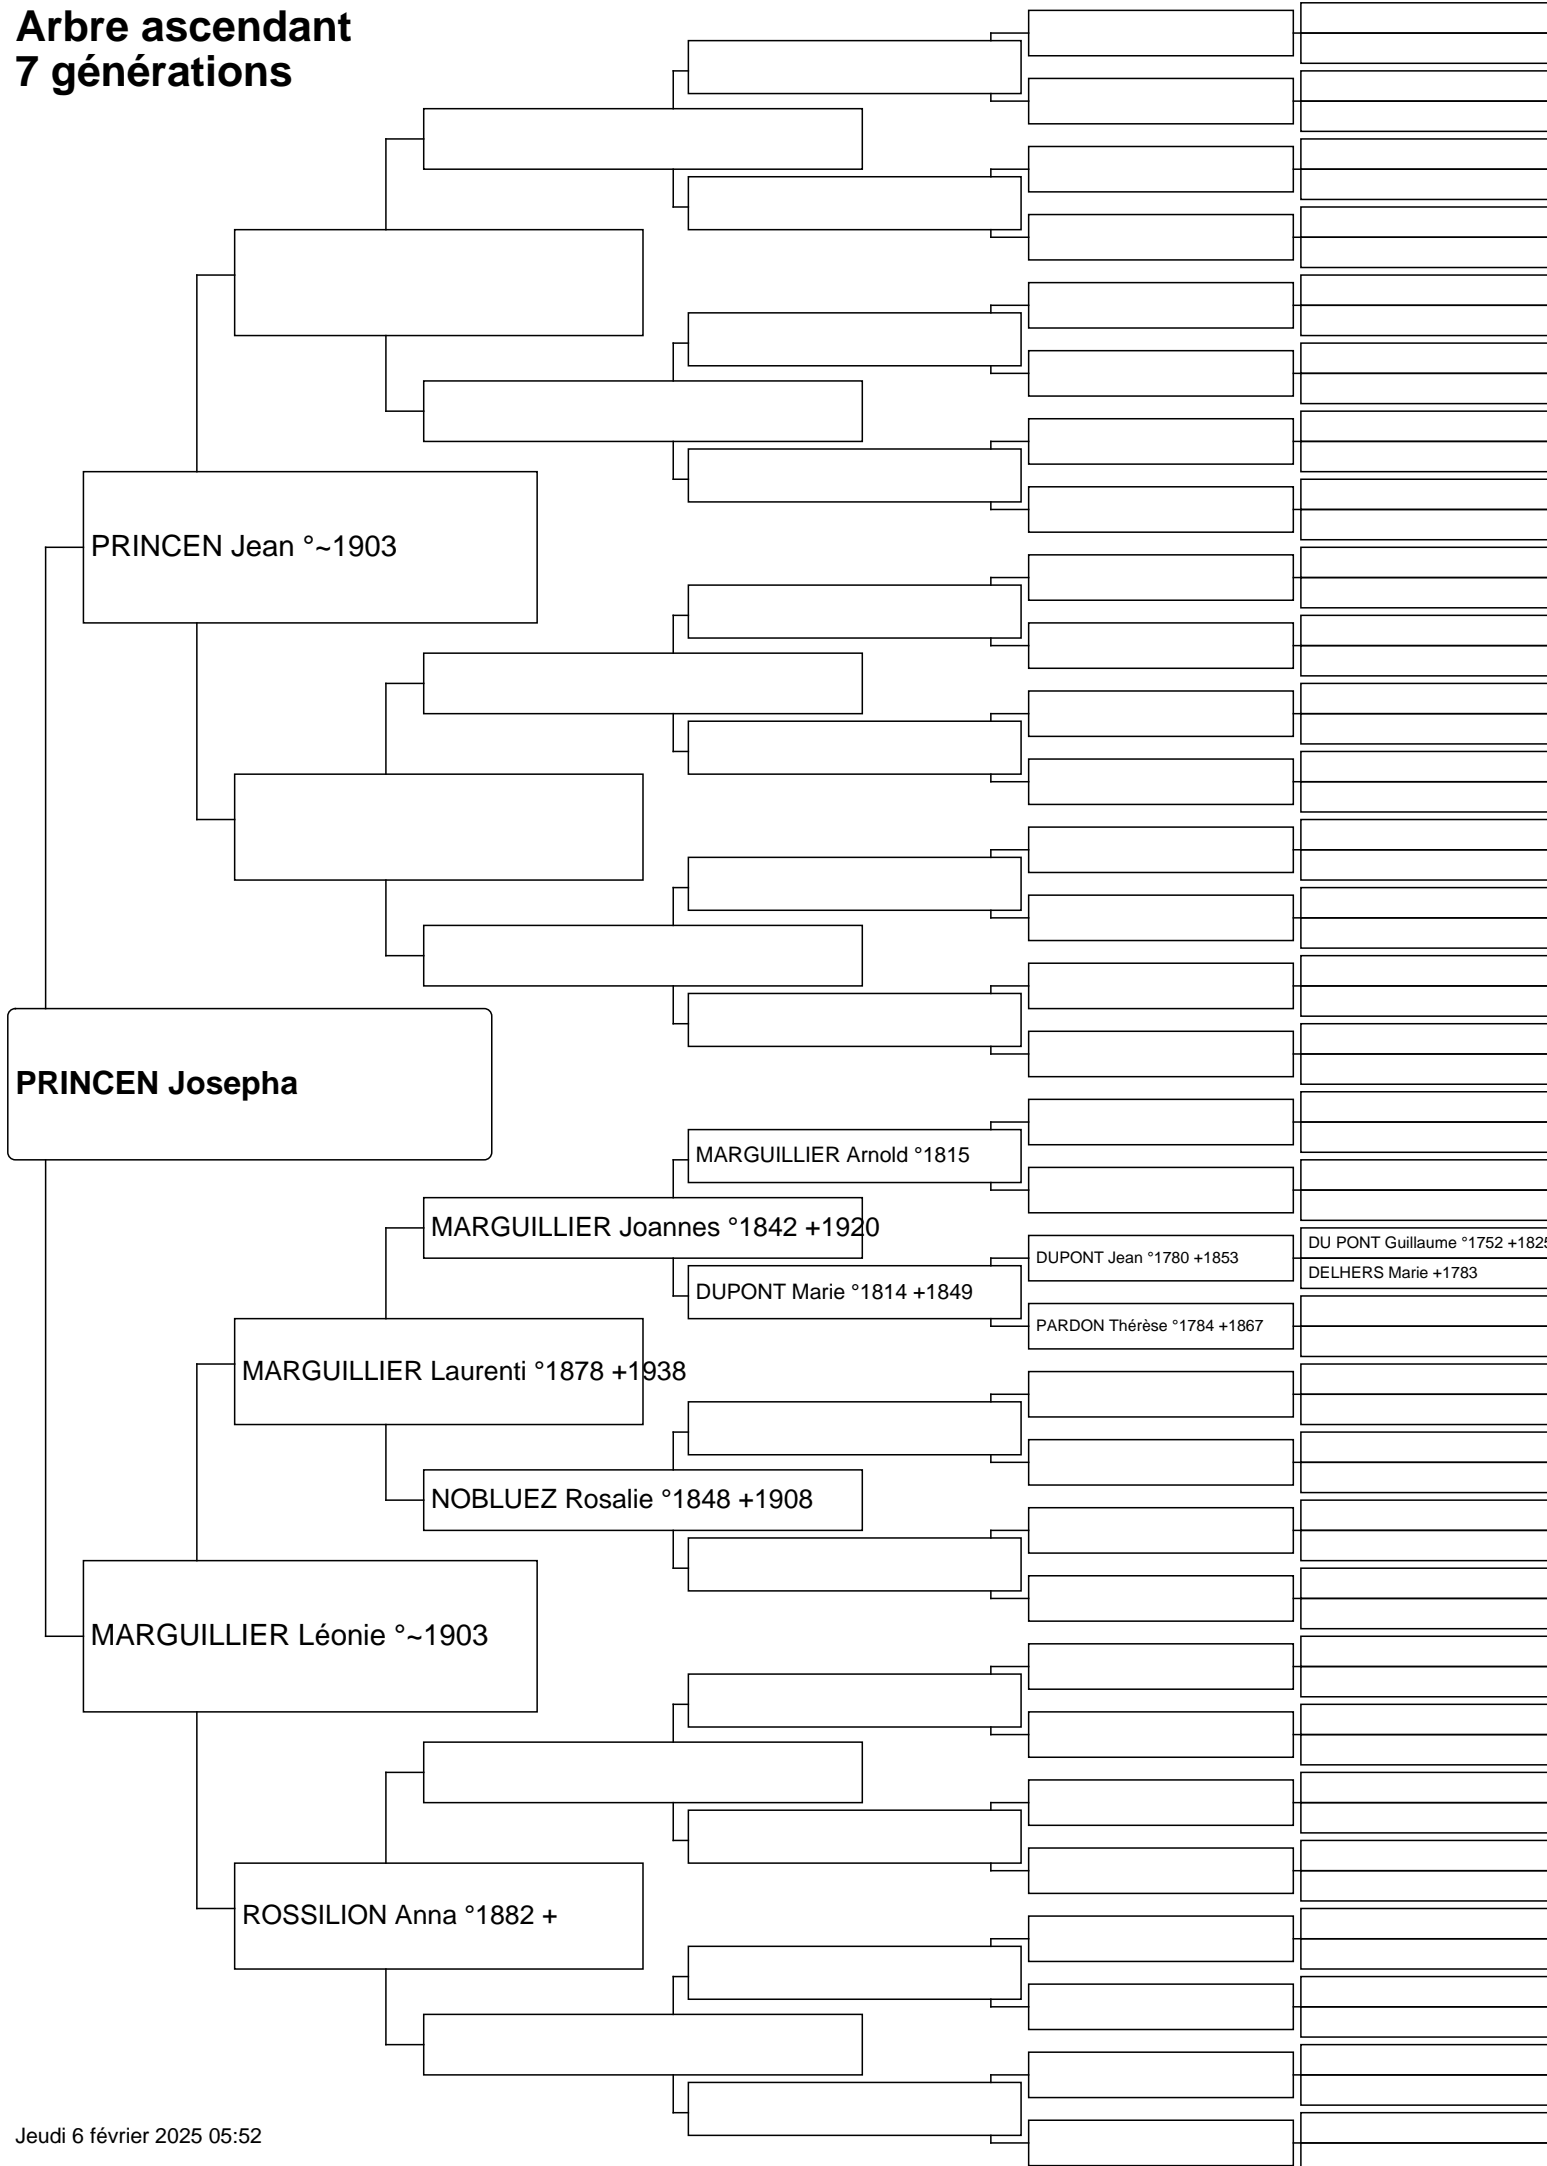 Arbre ascendant
7 générations
PRINCEN Jean °~1903
PRINCEN Josepha
MARGUILLIER Arnold °1815
MARGUILLIER Joannes °1842 +1920
DU PONT Guillaume °1752 +1825
DUPONT Jean °1780 +1853
DELHERS Marie +1783
DUPONT Marie °1814 +1849
PARDON Thérèse °1784 +1867
MARGUILLIER Laurenti °1878 +1938
NOBLUEZ Rosalie °1848 +1908
MARGUILLIER Léonie °~1903
ROSSILION Anna °1882 +
Jeudi 6 février 2025 05:52